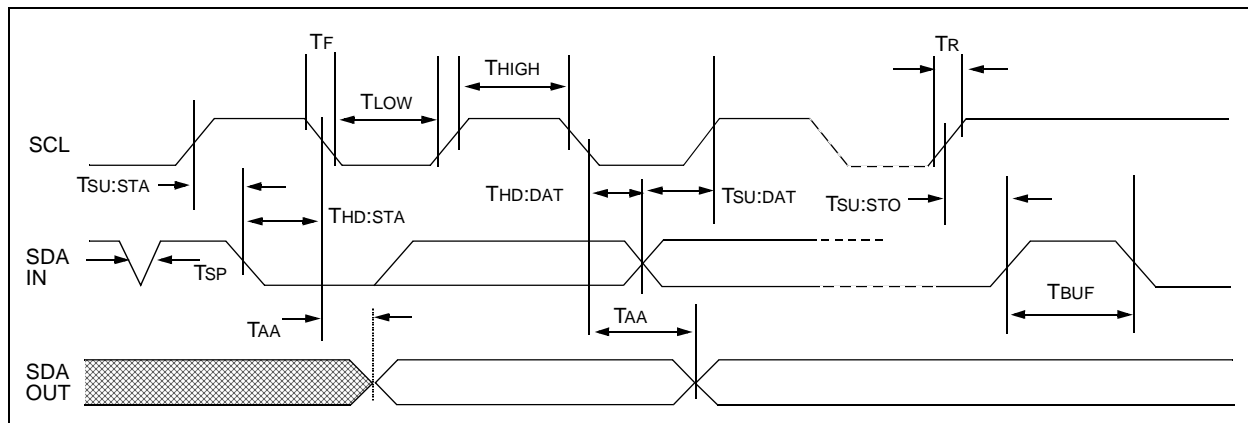 TF
TR
THIGH
TLOW
SCL
TSU:STA
THD:STA
THD:DAT
TSU:DAT
TSU:STO
SDA
IN
TSP
TBUF
TAA
TAA
SDA
OUT